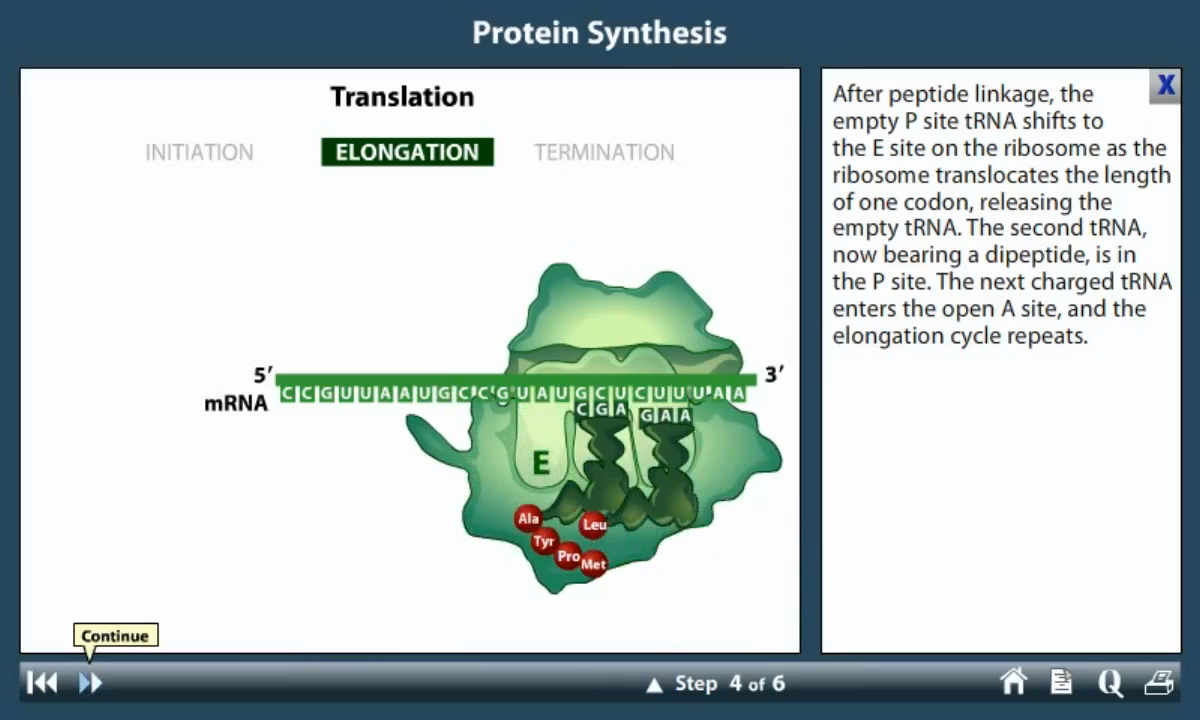 Protein Synthesis
Translation
INITIATION
ELONGATION
TERMINATION
5′
3′
mRNA
CCGUUAAUGCCGUAUGCUCUUUAA
CGA
GAA
E
Ala
Leu
Tyr
Pro
Met
After peptide linkage, the
empty P site tRNA shifts to
the E site on the ribosome as the
ribosome translocates the length
of one codon, releasing the
empty tRNA. The second tRNA,
now bearing a dipeptide, is in
the P site. The next charged tRNA
enters the open A site, and the
elongation cycle repeats.
X
Continue
Step 4 of 6
Q